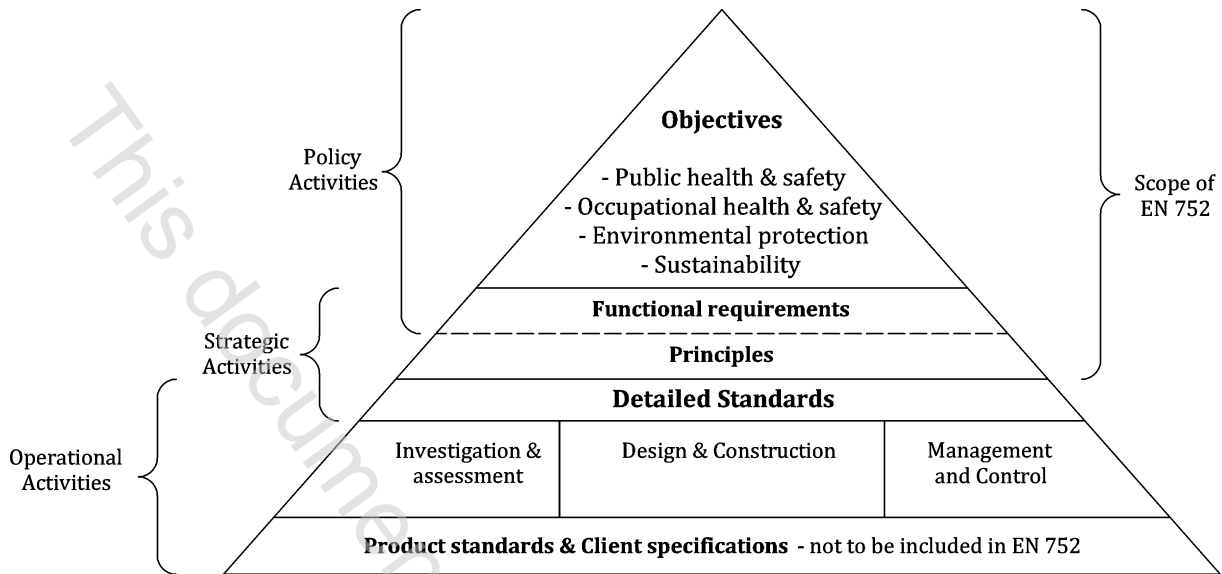 Objectives
- Public health & safety
- Occupational health & safety
- Environmental protection
- Sustainability
Policy
Activities
Scope of
EN 752
Functional requirements
Strategic
Activities
Principles
Detailed Standards
Operational
Activities
Investigation &
assessment
Design & Construction
Management
and Control
Product standards & Client specifications - not to be included in EN 752
This documen